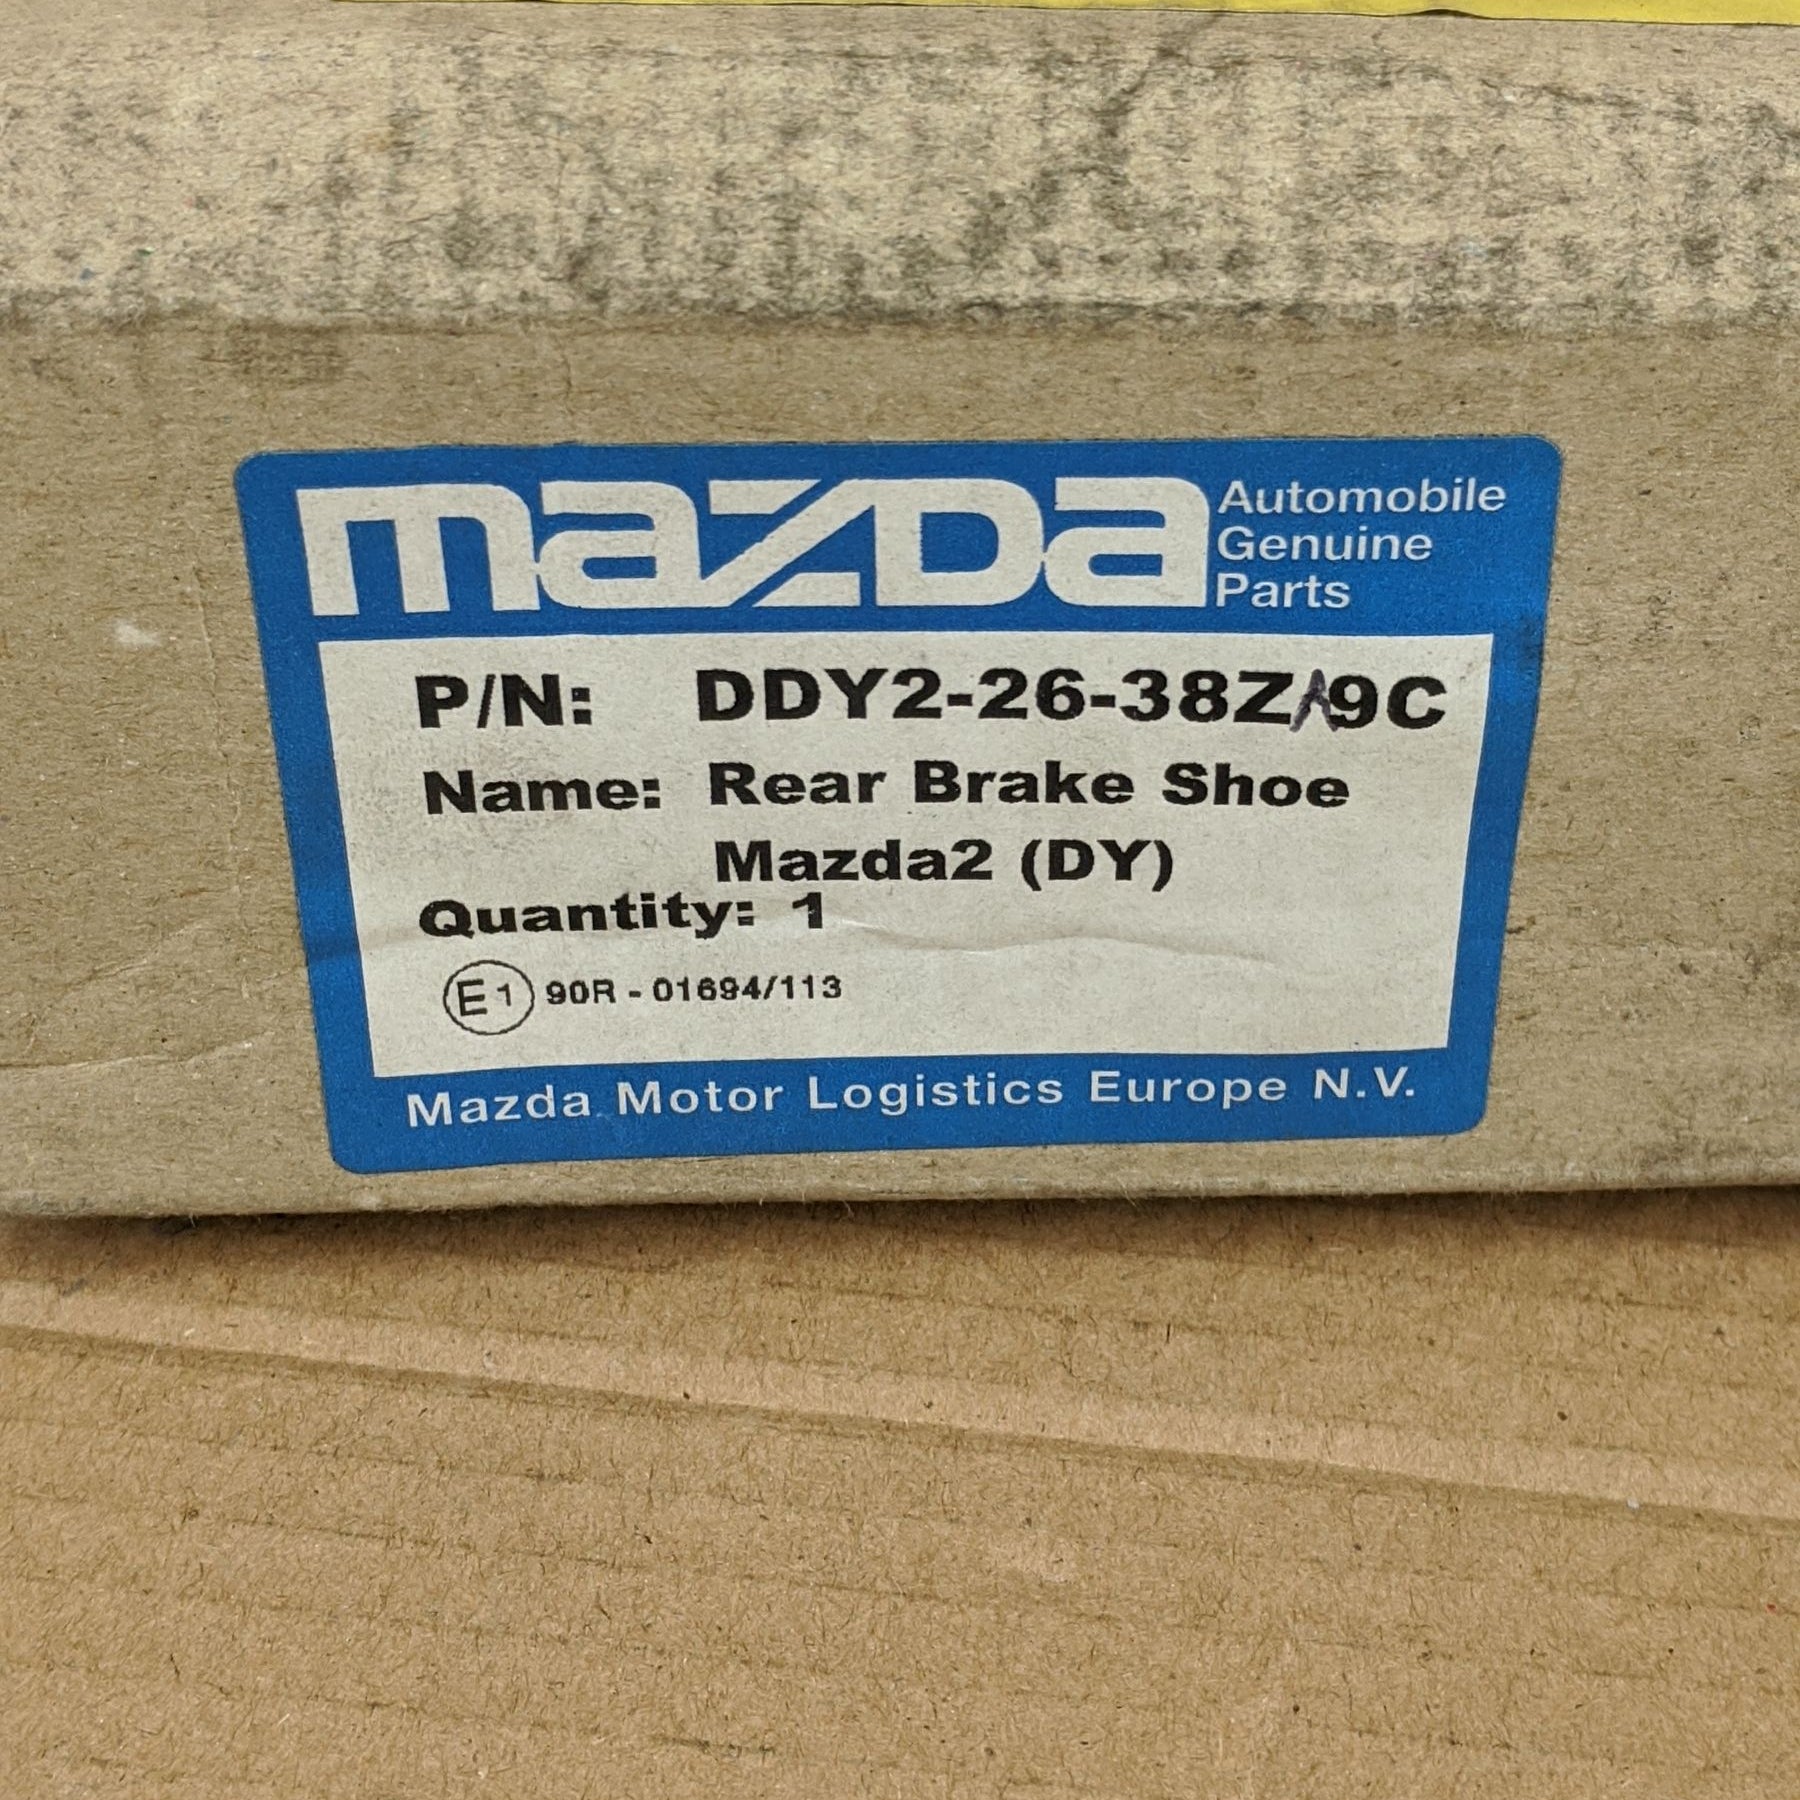 mazda Automobile
Genuine
Parts
P/N: DDY2-26-38Z/\9C
Name: Rear Brake Shoe
Mazda2 (DY)
Quantity: 1
E1 90R - 01694/113
Mazda Motor Logistics Europe N.V.